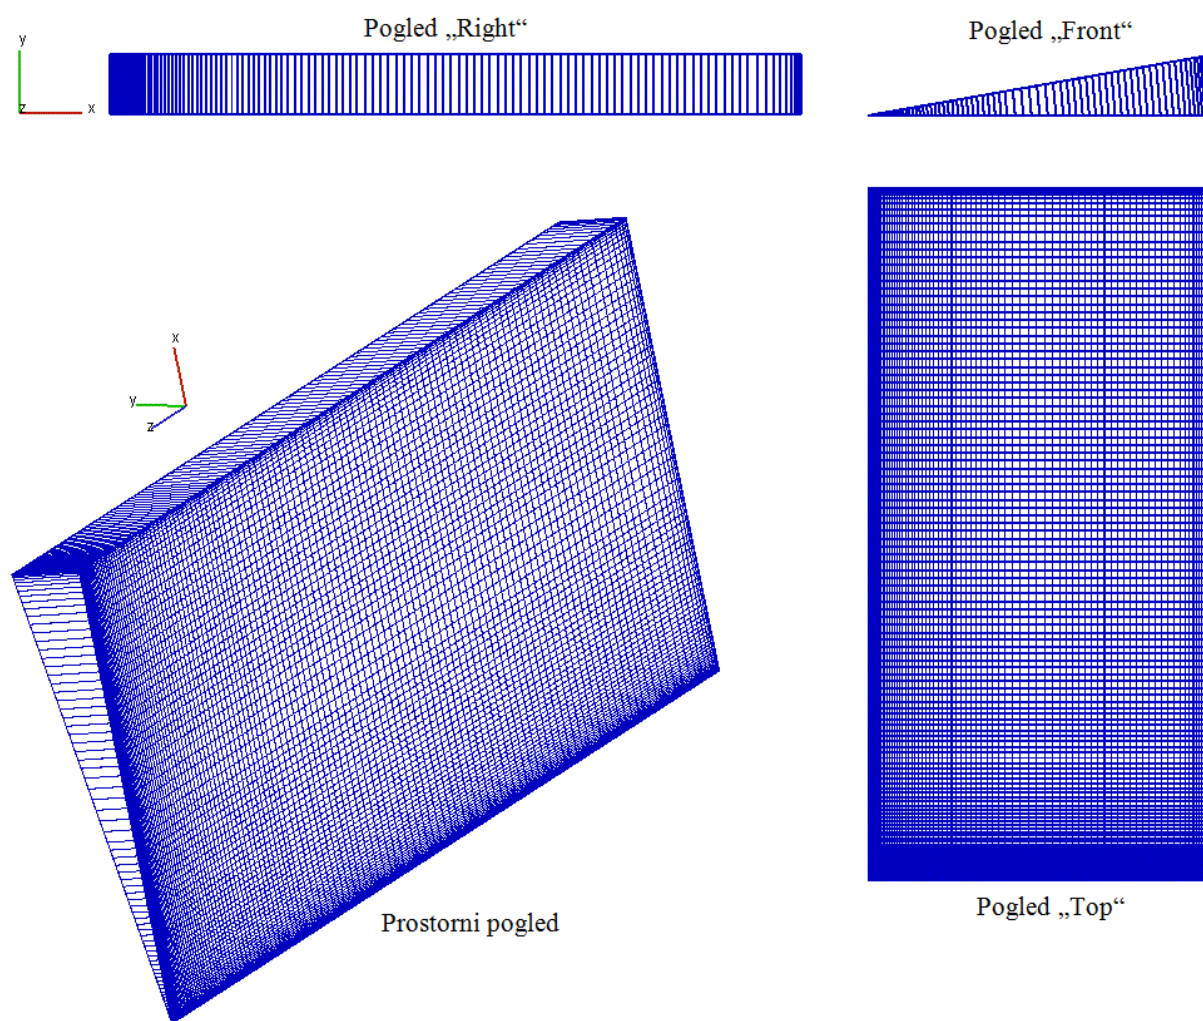 Pogled „Right“
Pogled „Front“
y
z
x
x
y
z
Prostorni pogled
Pogled „Top“